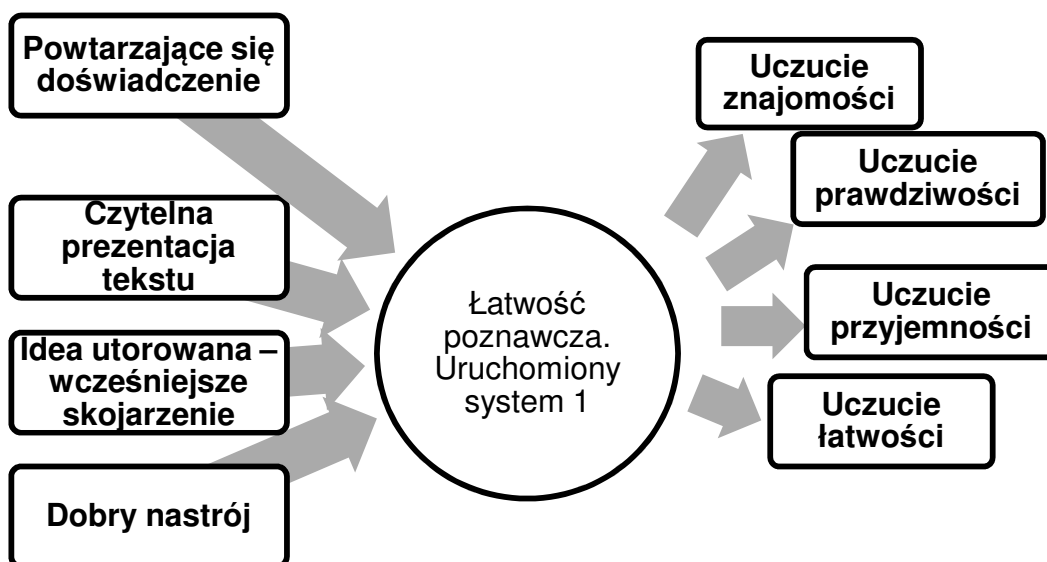 Powtarzające się
doświadczenie
Czytelna
prezentacja
tekstu
Idea utorowana –
wcześniejsze
skojarzenie
Dobry nastrój
Łatwość
poznawcza.
Uruchomiony
system 1
Uczucie
znajomości
Uczucie
prawdziwości
Uczucie
przyjemności
Uczucie
łatwości